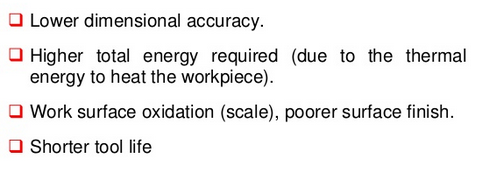 Lower dimensional accuracy.
Higher total energy required (due to the thermal
energy to heat the workpiece).
Work surface oxidation (scale), poorer surface finish.
Shorter tool life